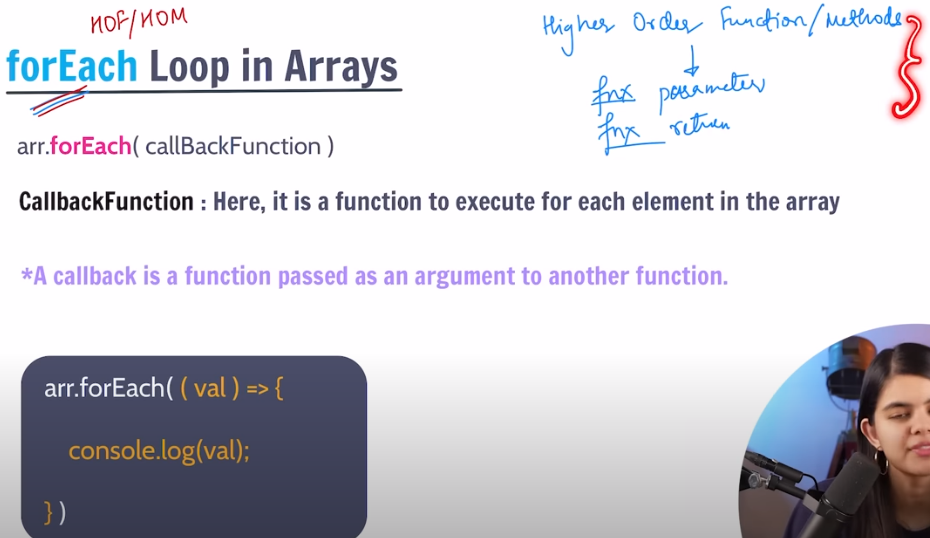 HOF/HOM
Higher Order Function/Methods
forEach Loop in Arrays
fnx parameter
fnx return
arr.forEach( callBackFunction )
CallbackFunction : Here, it is a function to execute for each element in the array
*A callback is a function passed as an argument to another function.
arr.forEach( ( val ) => {
console.log(val);
} )